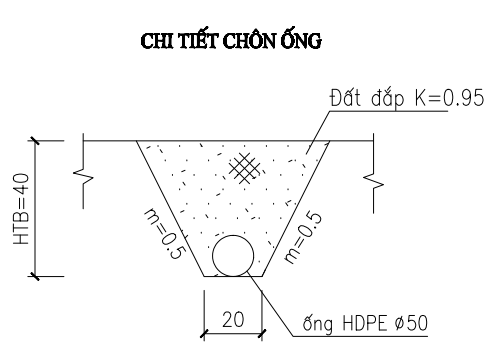 CHI TIẾT CHÔN ỐNG
Đất đắp K=0.95
HTB=40
m=0.5
m=0.5
20
ống HDPE ø50